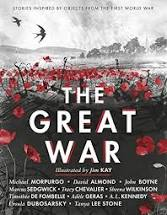 STORIES INSPIRED BY OBJECTS FROM THE FIRST WORLD WAR
THE
GREAT
WAR
Illustrated by JIM KAY
MICHAEL MORPURGO • DAVID ALMOND • JOHN BOYNE
MARCUS SEDGWICK • TRACY CHEVALIER • SHEENA WILKINSON
TIMOTHÉE DE FOMBELLE • ADÈLE GERAS • A.L. KENNEDY
URSULA DUBOSARSKY • TANYA LEE STONE